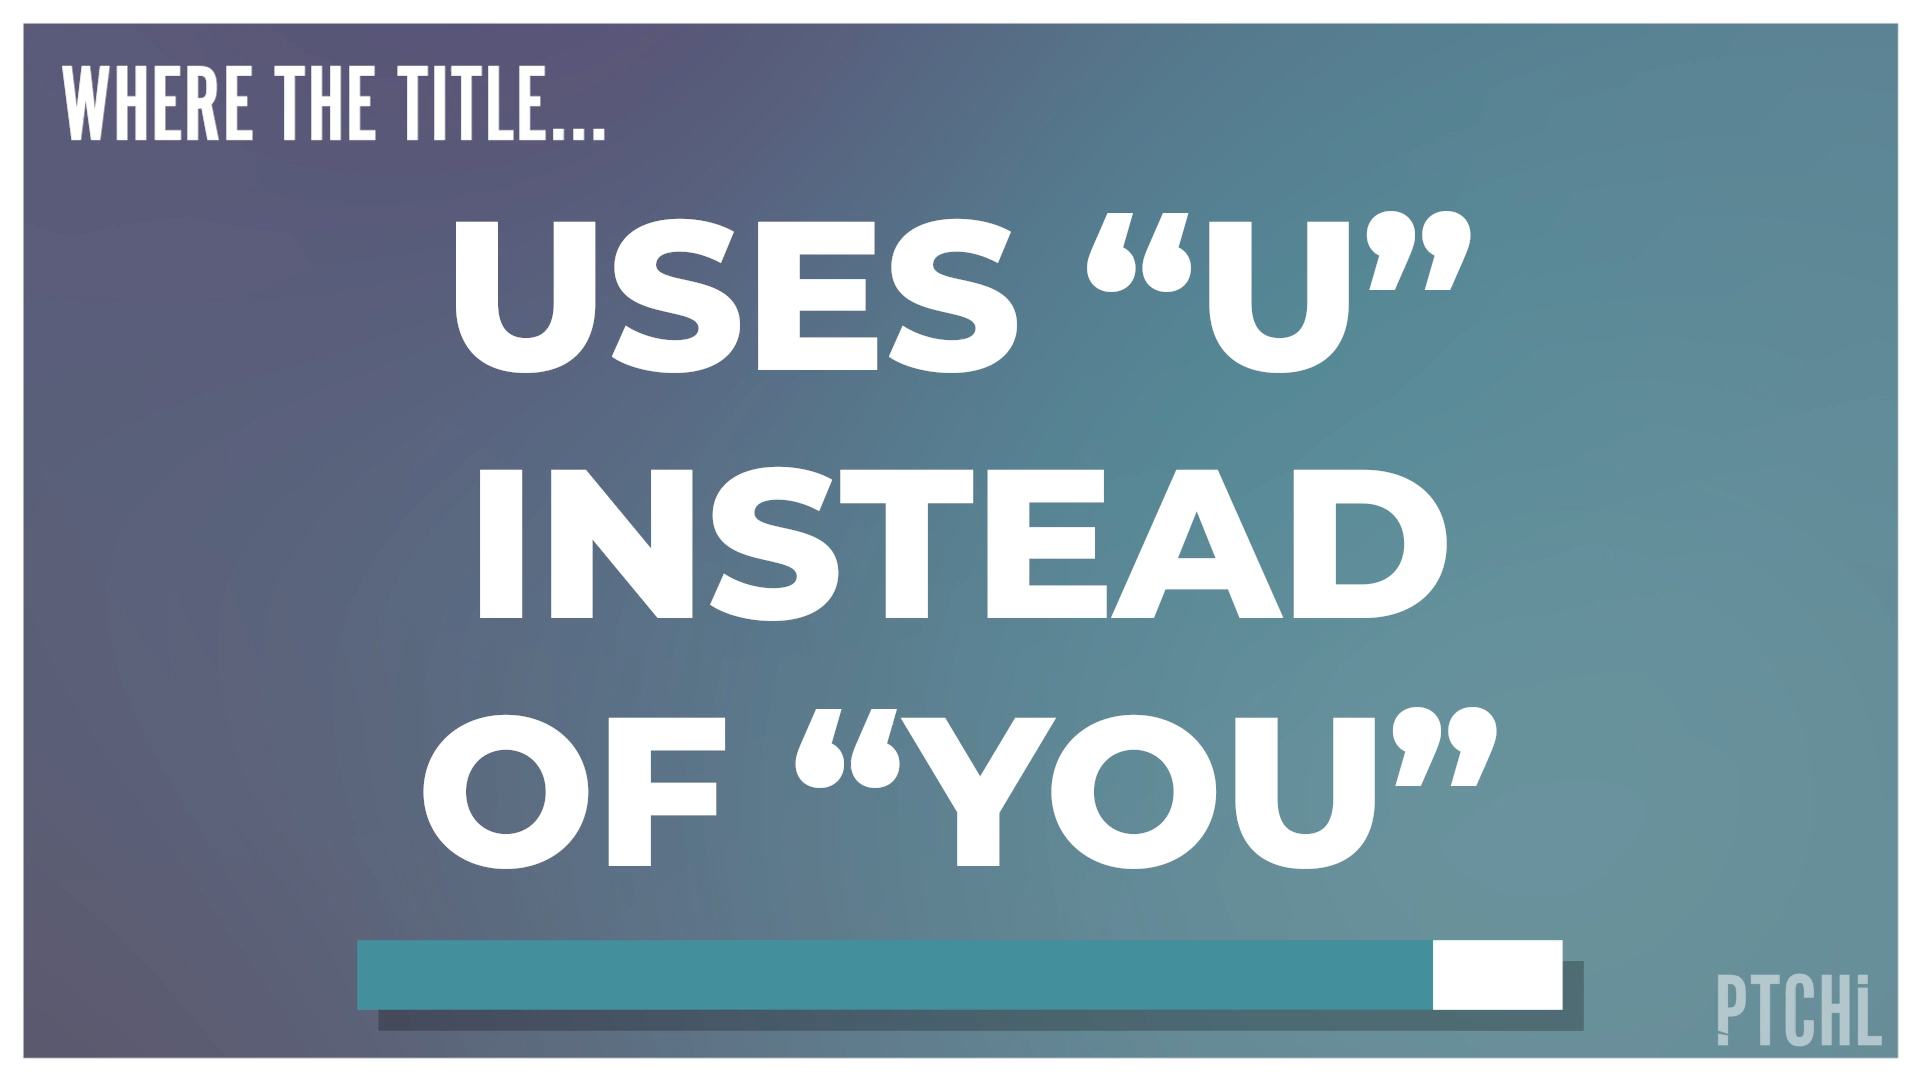 WHERE THE TITLE...
USES “U”
INSTEAD
OF “YOU”
PTCHi